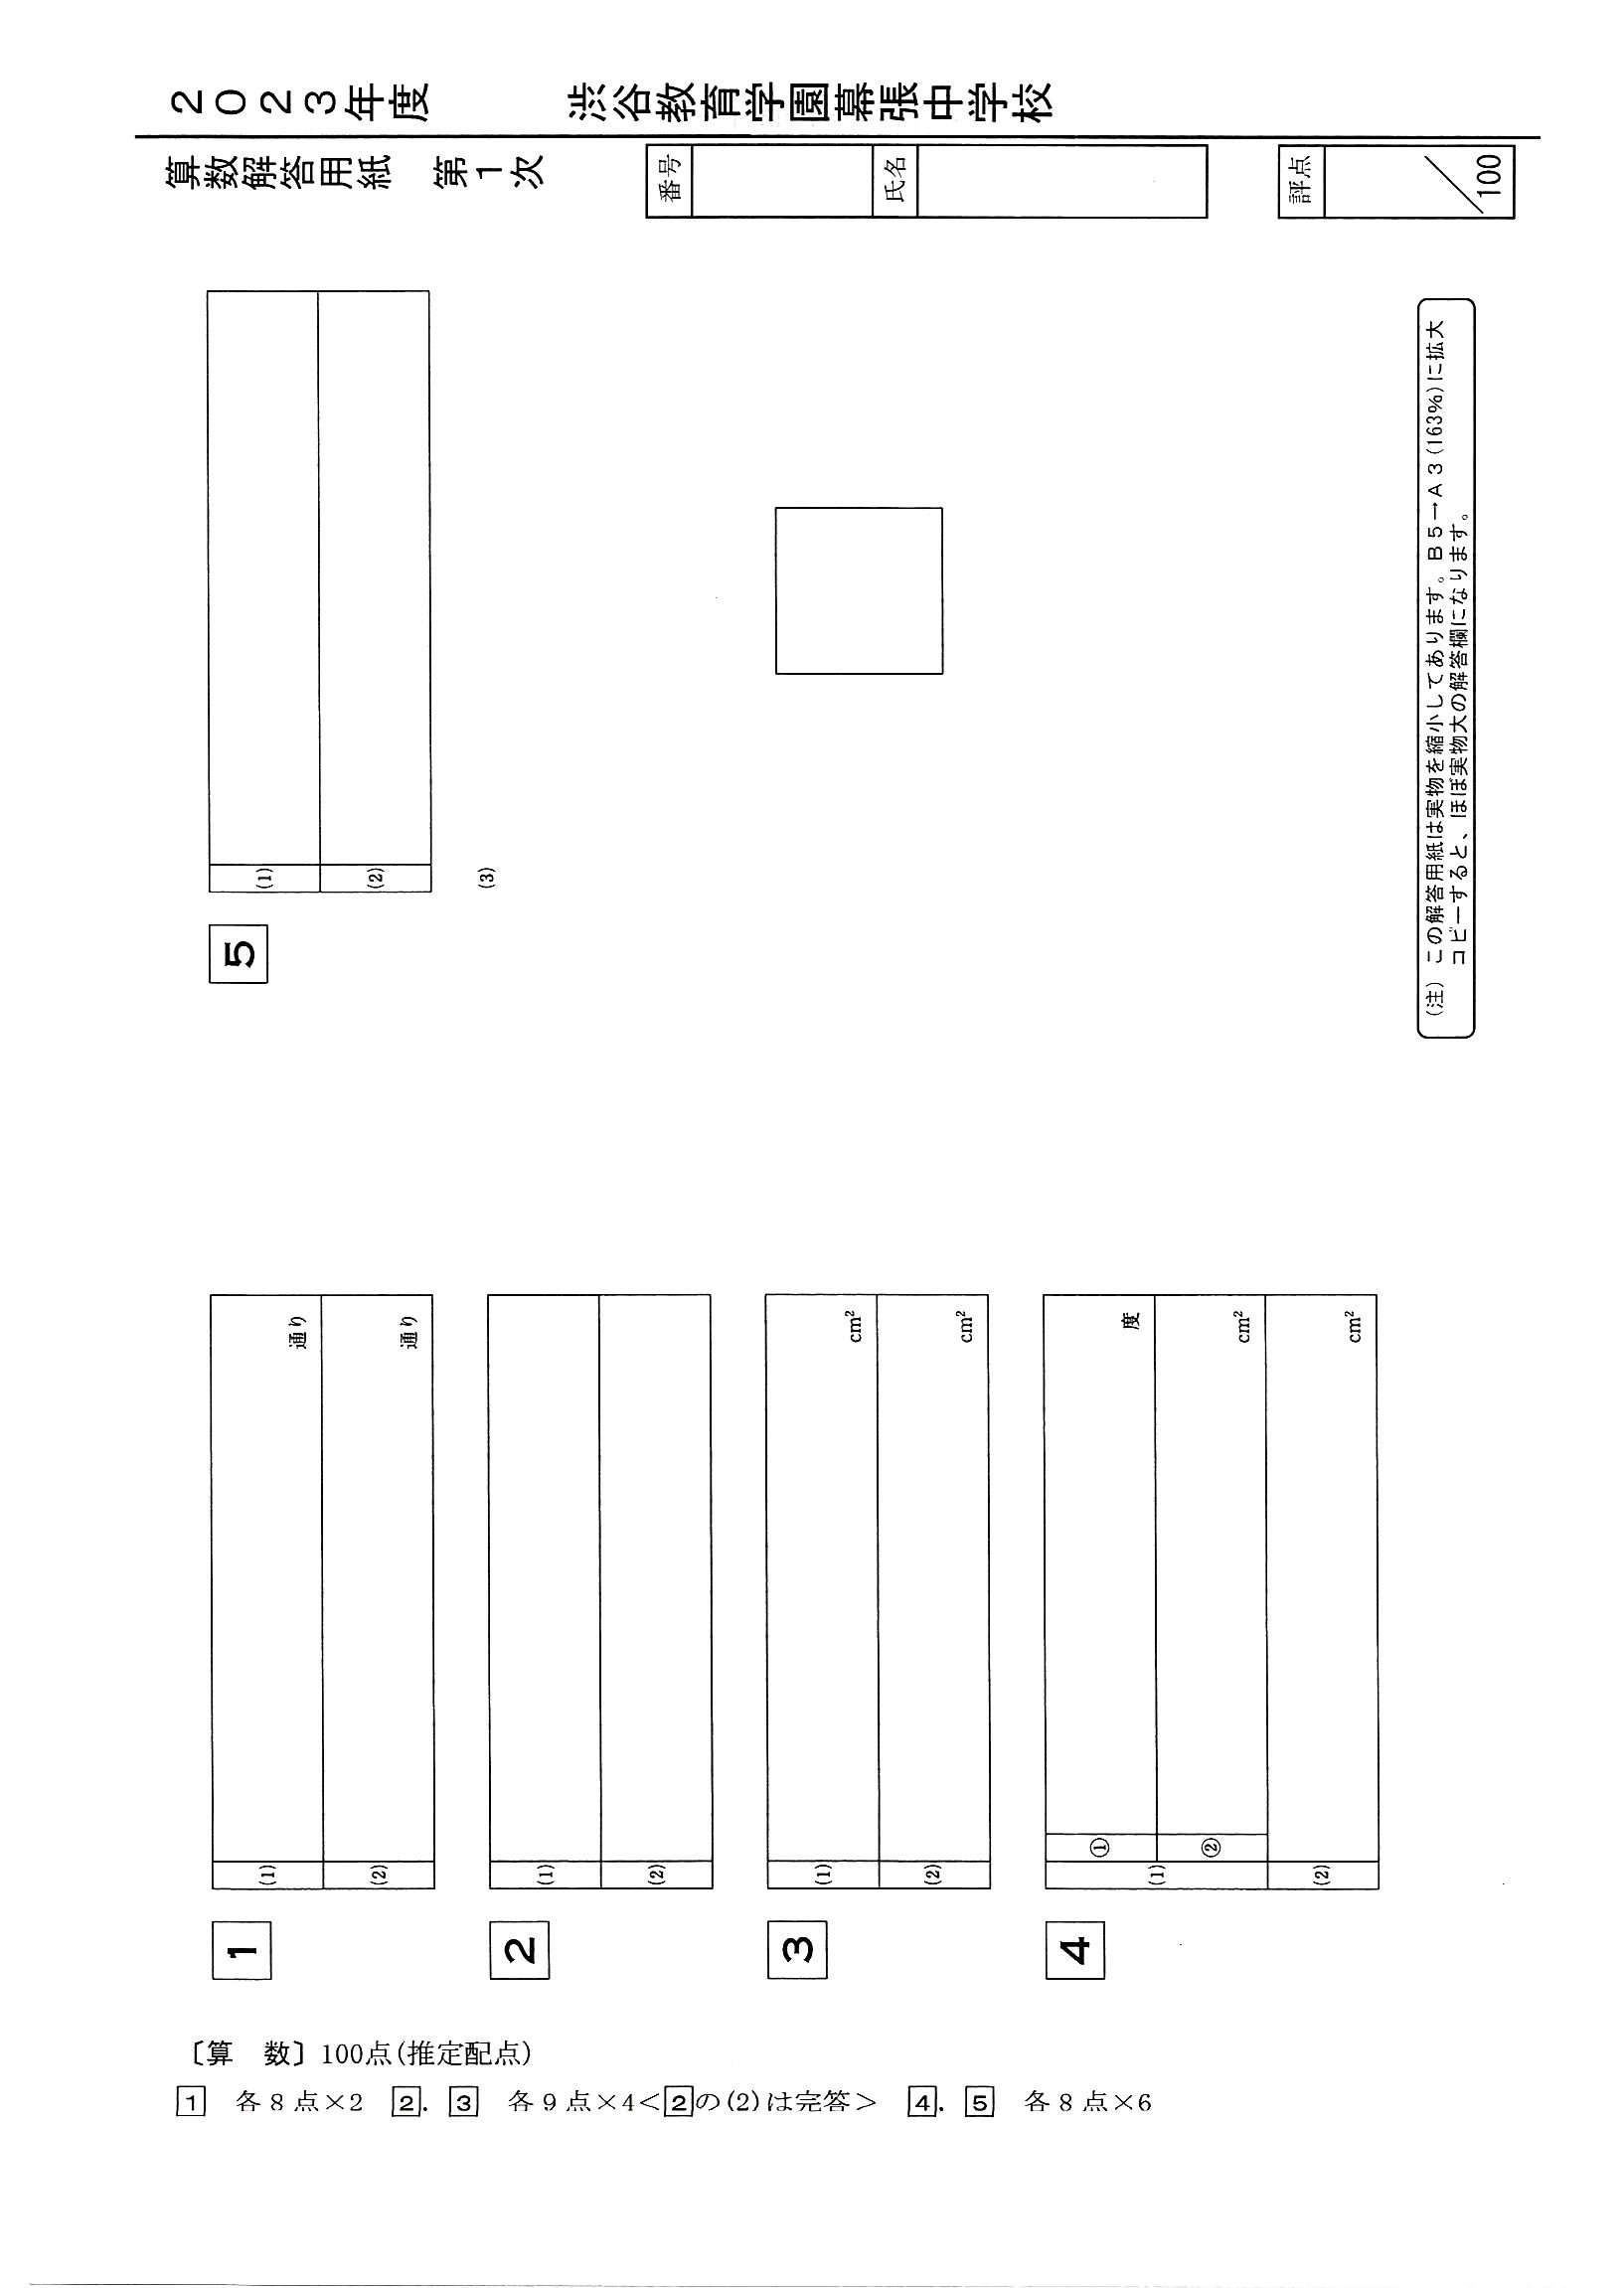 2023年度 渋谷教育学園幕張中学校
算数解答用紙 第1次
番号
氏名
評点
／100
1
(1) 通り
(2) 通り
2
(1)
(2)
3
(1) cm²
(2) cm²
4
(1) ① 度
② cm²
(2) cm²
5
(1)
(2)
(3)
(注) この解答用紙は実物を縮小してあります。B5→A3(163%)に拡大
コピーすると、ほぼ実物大の解答欄になります。
〔算 数〕100点(推定配点)
1 各8点×2 2, 3 各9点×4<2の(2)は完答> 4, 5 各8点×6